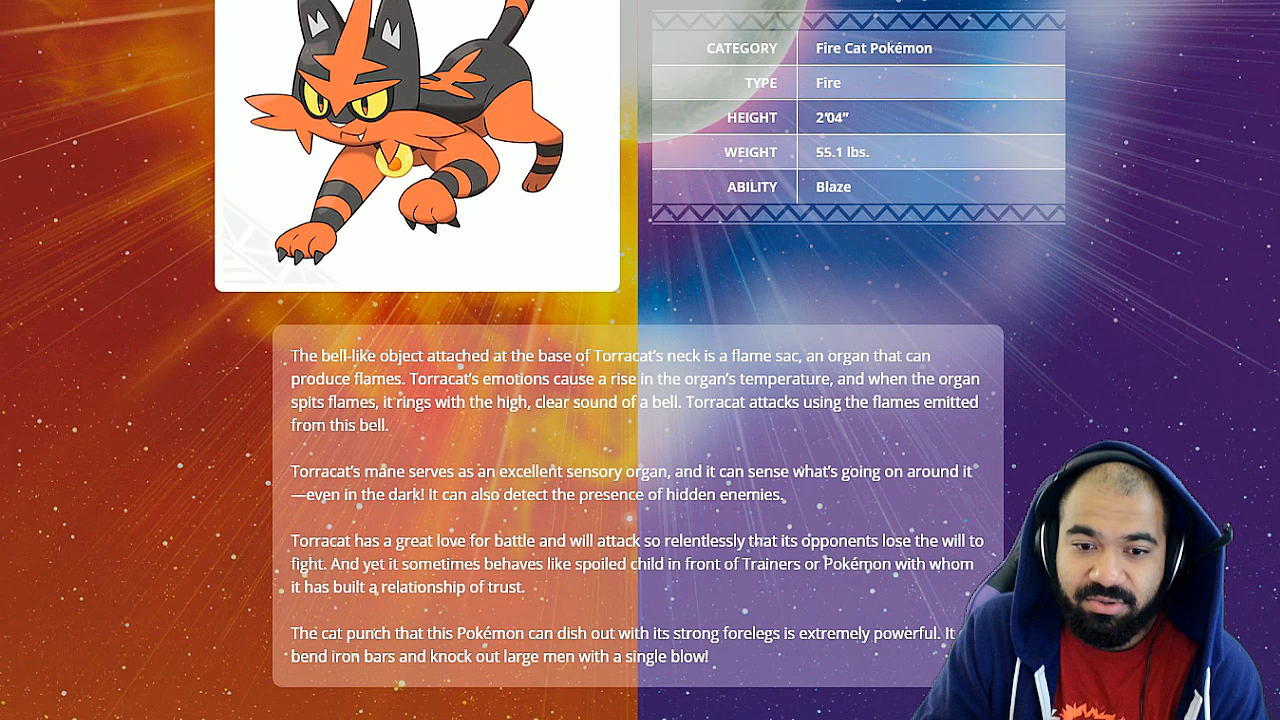 CATEGORY Fire Cat Pokémon
TYPE Fire
HEIGHT 2'04"
WEIGHT 55.1 lbs.
ABILITY Blaze
The bell-like object attached at the base of Torracat's neck is a flame sac, an organ that can
produce flames. Torracat's emotions cause a rise in the organ's temperature, and when the organ
spits flames, it rings with the high, clear sound of a bell. Torracat attacks using the flames emitted
from this bell.
Torracat's mane serves as an excellent sensory organ, and it can sense what's going on around it
—even in the dark! It can also detect the presence of hidden enemies.
Torracat has a great love for battle and will attack so relentlessly that its opponents lose the will to
fight. And yet it sometimes behaves like spoiled child in front of Trainers or Pokémon with whom
it has built a relationship of trust.
The cat punch that this Pokémon can dish out with its strong forelegs is extremely powerful. It
bend iron bars and knock out large men with a single blow!